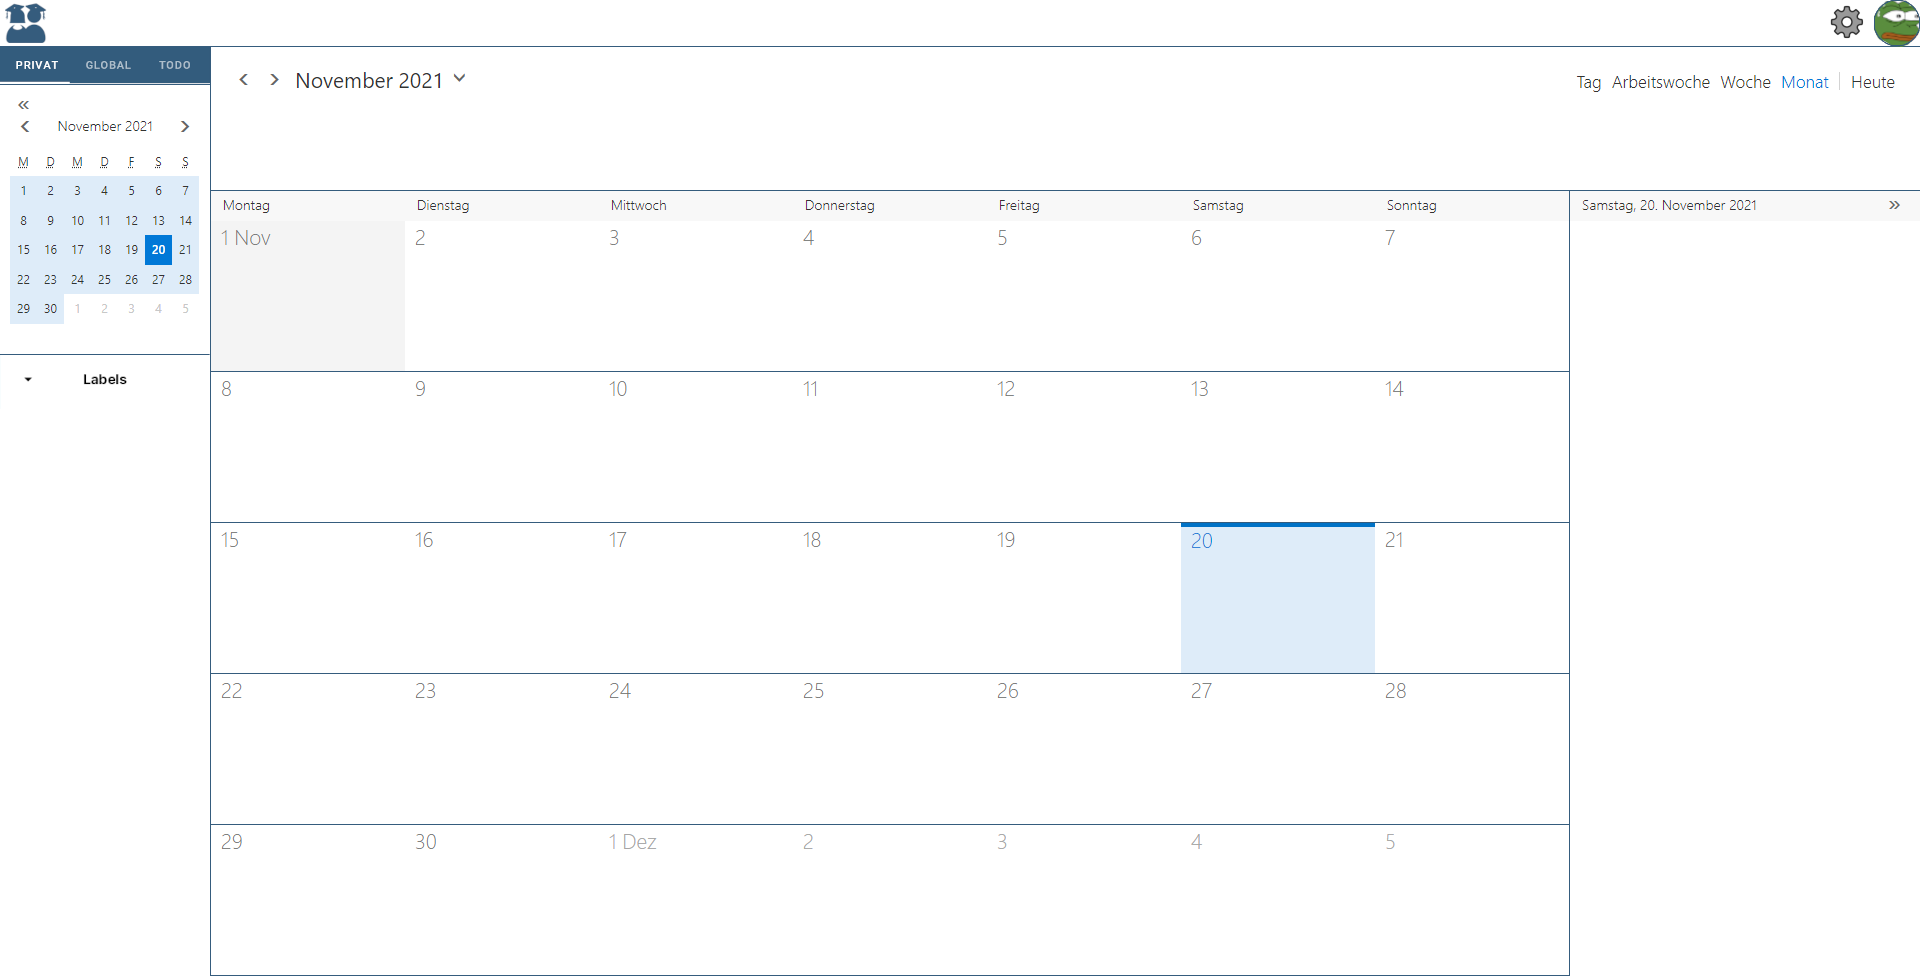 PRIVAT GLOBAL TODO
November 2021
M D M D F S S
1 2 3 4 5 6 7
8 9 10 11 12 13 14
15 16 17 18 19 20 21
22 23 24 25 26 27 28
29 30 1 2 3 4 5
Labels
November 2021
Tag Arbeitswoche Woche Monat Heute
Montag Dienstag Mittwoch Donnerstag Freitag Samstag Sonntag
1 Nov 2 3 4 5 6 7
8 9 10 11 12 13 14
15 16 17 18 19 20 21
22 23 24 25 26 27 28
29 30 1 Dez 2 3 4 5
Samstag, 20. November 2021